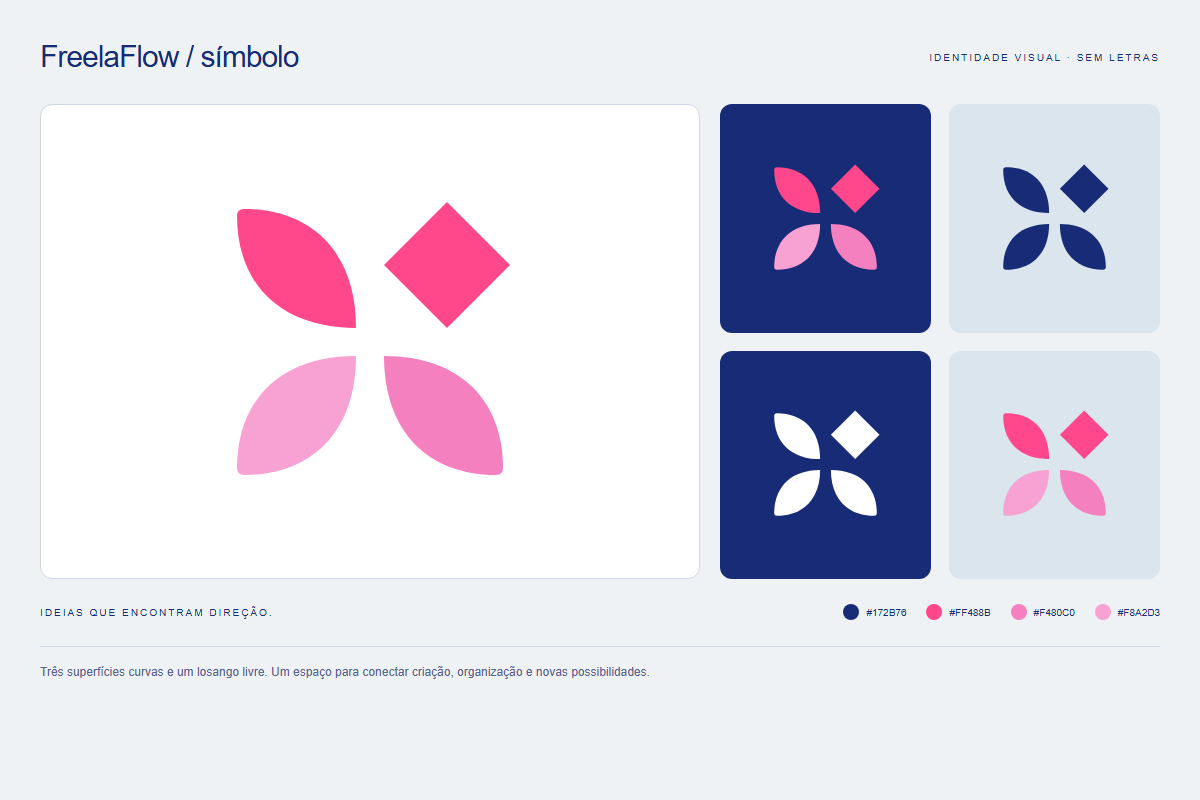 FreelaFlow / símbolo
IDENTIDADE VISUAL · SEM LETRAS
IDEIAS QUE ENCONTRAM DIREÇÃO.
#172B76
#FF488B
#F480C0
#F8A2D3
Três superfícies curvas e um losango livre. Um espaço para conectar criação, organização e novas possibilidades.